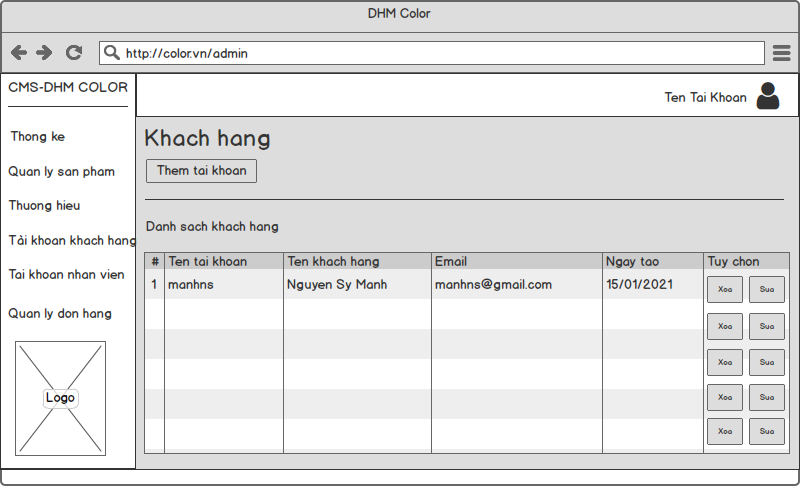 DHM Color
http://color.vn/admin
CMS-DHM COLOR
Ten Tai Khoan
Thong ke
Quan ly san pham
Thuong hieu
Tải khoan khach hang
Tai khoan nhan vien
Quan ly don hang
Logo
Khach hang
Them tai khoan
Danh sach khach hang
# Ten tai khoan Ten khach hang Email Ngay tao Tuy chon
1 manhns Nguyen Sy Manh manhns@gmail.com 15/01/2021 Xoa Sua
Xoa Sua
Xoa Sua
Xoa Sua
Xoa Sua